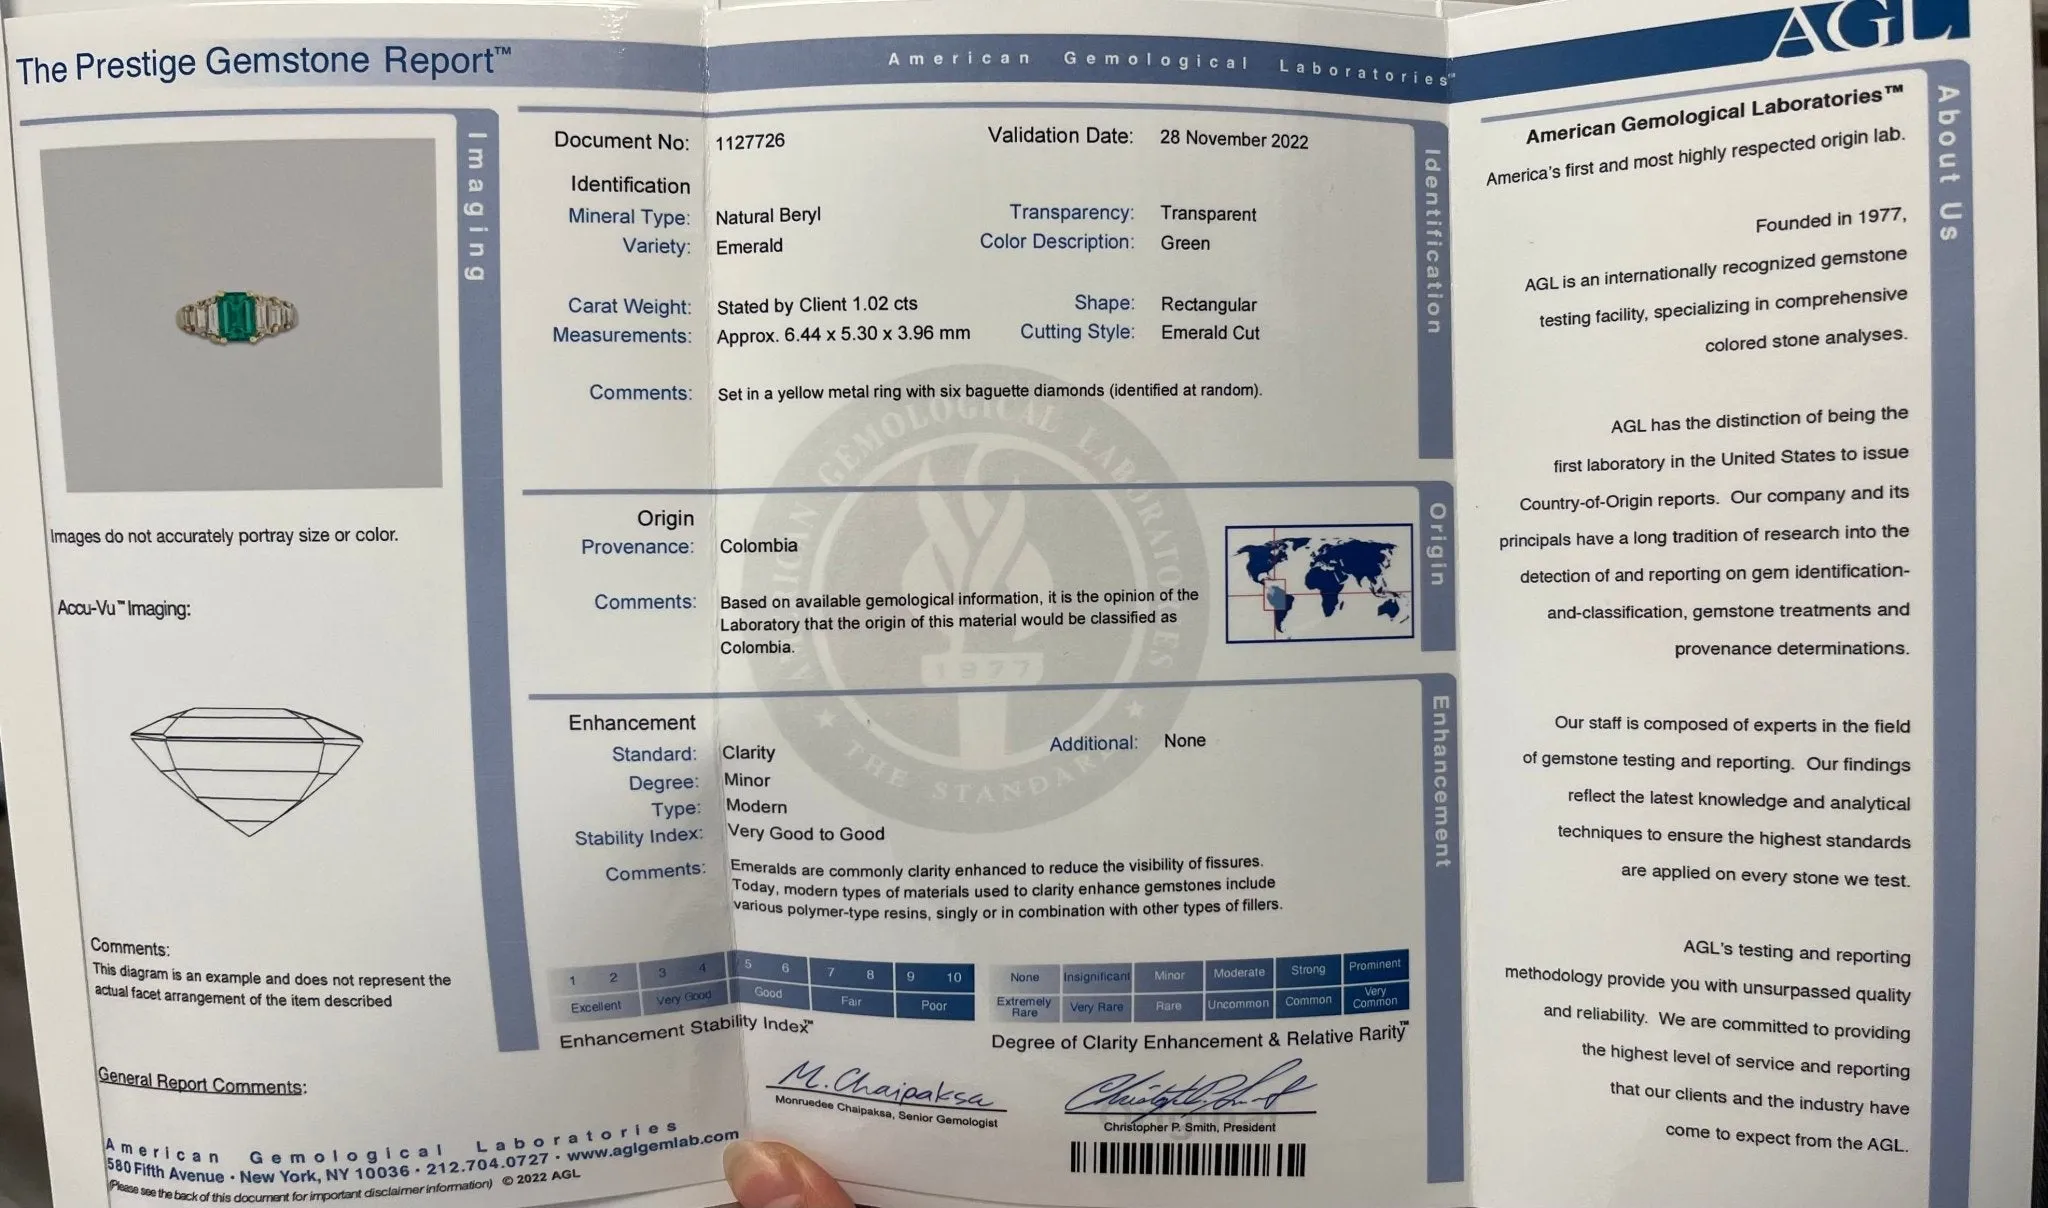 The Prestige Gemstone Report™
American Gemological Laboratories™
AGL
Imaging
Images do not accurately portray size or color.
Accu-Vu™ Imaging:
Comments:
This diagram is an example and does not represent the
actual facet arrangement of the item described
General Report Comments:
American Gemological Laboratories
580 Fifth Avenue · New York, NY 10036 · 212.704.0727 · www.aglgemlab.com
(Please see the back of this document for important disclaimer information) © 2022 AGL
Document No: 1127726 Validation Date: 28 November 2022
Identification
Mineral Type: Natural Beryl Transparency: Transparent
Variety: Emerald Color Description: Green
Carat Weight: Stated by Client 1.02 cts Shape: Rectangular
Measurements: Approx. 6.44 x 5.30 x 3.96 mm Cutting Style: Emerald Cut
Comments: Set in a yellow metal ring with six baguette diamonds (identified at random).
Identification
Origin
Provenance: Colombia
Comments: Based on available gemological information, it is the opinion of the
Laboratory that the origin of this material would be classified as
Colombia.
Origin
AMERICAN GEMOLOGICAL LABORATORIES
1977
THE STANDARD
Enhancement
Standard: Clarity Additional: None
Degree: Minor
Type: Modern
Stability Index: Very Good to Good
Comments: Emeralds are commonly clarity enhanced to reduce the visibility of fissures.
Today, modern types of materials used to clarity enhance gemstones include
various polymer-type resins, singly or in combination with other types of fillers.
Enhancement
1 2 3 4 5 6 7 8 9 10
Excellent Very Good Good Fair Poor
Enhancement Stability Index™
None Insignificant Minor Moderate Strong Prominent
Extremely Rare Very Rare Rare Uncommon Common Very Common
Degree of Clarity Enhancement & Relative Rarity™
M. Chaipaksa
Monruedee Chaipaksa, Senior Gemologist
Christopher P. Smith, President
About Us
American Gemological Laboratories™
America's first and most highly respected origin lab.
Founded in 1977,
AGL is an internationally recognized gemstone
testing facility, specializing in comprehensive
colored stone analyses.
AGL has the distinction of being the
first laboratory in the United States to issue
Country-of-Origin reports. Our company and its
principals have a long tradition of research into the
detection of and reporting on gem identification-
and-classification, gemstone treatments and
provenance determinations.
Our staff is composed of experts in the field
of gemstone testing and reporting. Our findings
reflect the latest knowledge and analytical
techniques to ensure the highest standards
are applied on every stone we test.
AGL's testing and reporting
methodology provide you with unsurpassed quality
and reliability. We are committed to providing
the highest level of service and reporting
that our clients and the industry have
come to expect from the AGL.